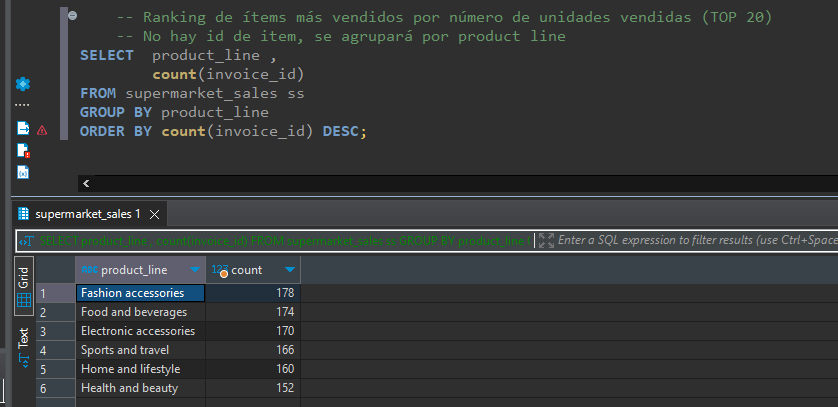 -- Ranking de ítems más vendidos por número de unidades vendidas (TOP 20)
-- No hay id de item, se agrupará por product line
SELECT product_line ,
count(invoice_id)
FROM supermarket_sales ss
GROUP BY product_line
ORDER BY count(invoice_id) DESC;
supermarket_sales 1
SELECT product_line , count(invoice_id) FROM supermarket_sales ss GROUP BY product_line
Enter a SQL expression to filter results (use Ctrl+Space
Grid
Text
ABC product_line
123 count
1 Fashion accessories 178
2 Food and beverages 174
3 Electronic accessories 170
4 Sports and travel 166
5 Home and lifestyle 160
6 Health and beauty 152